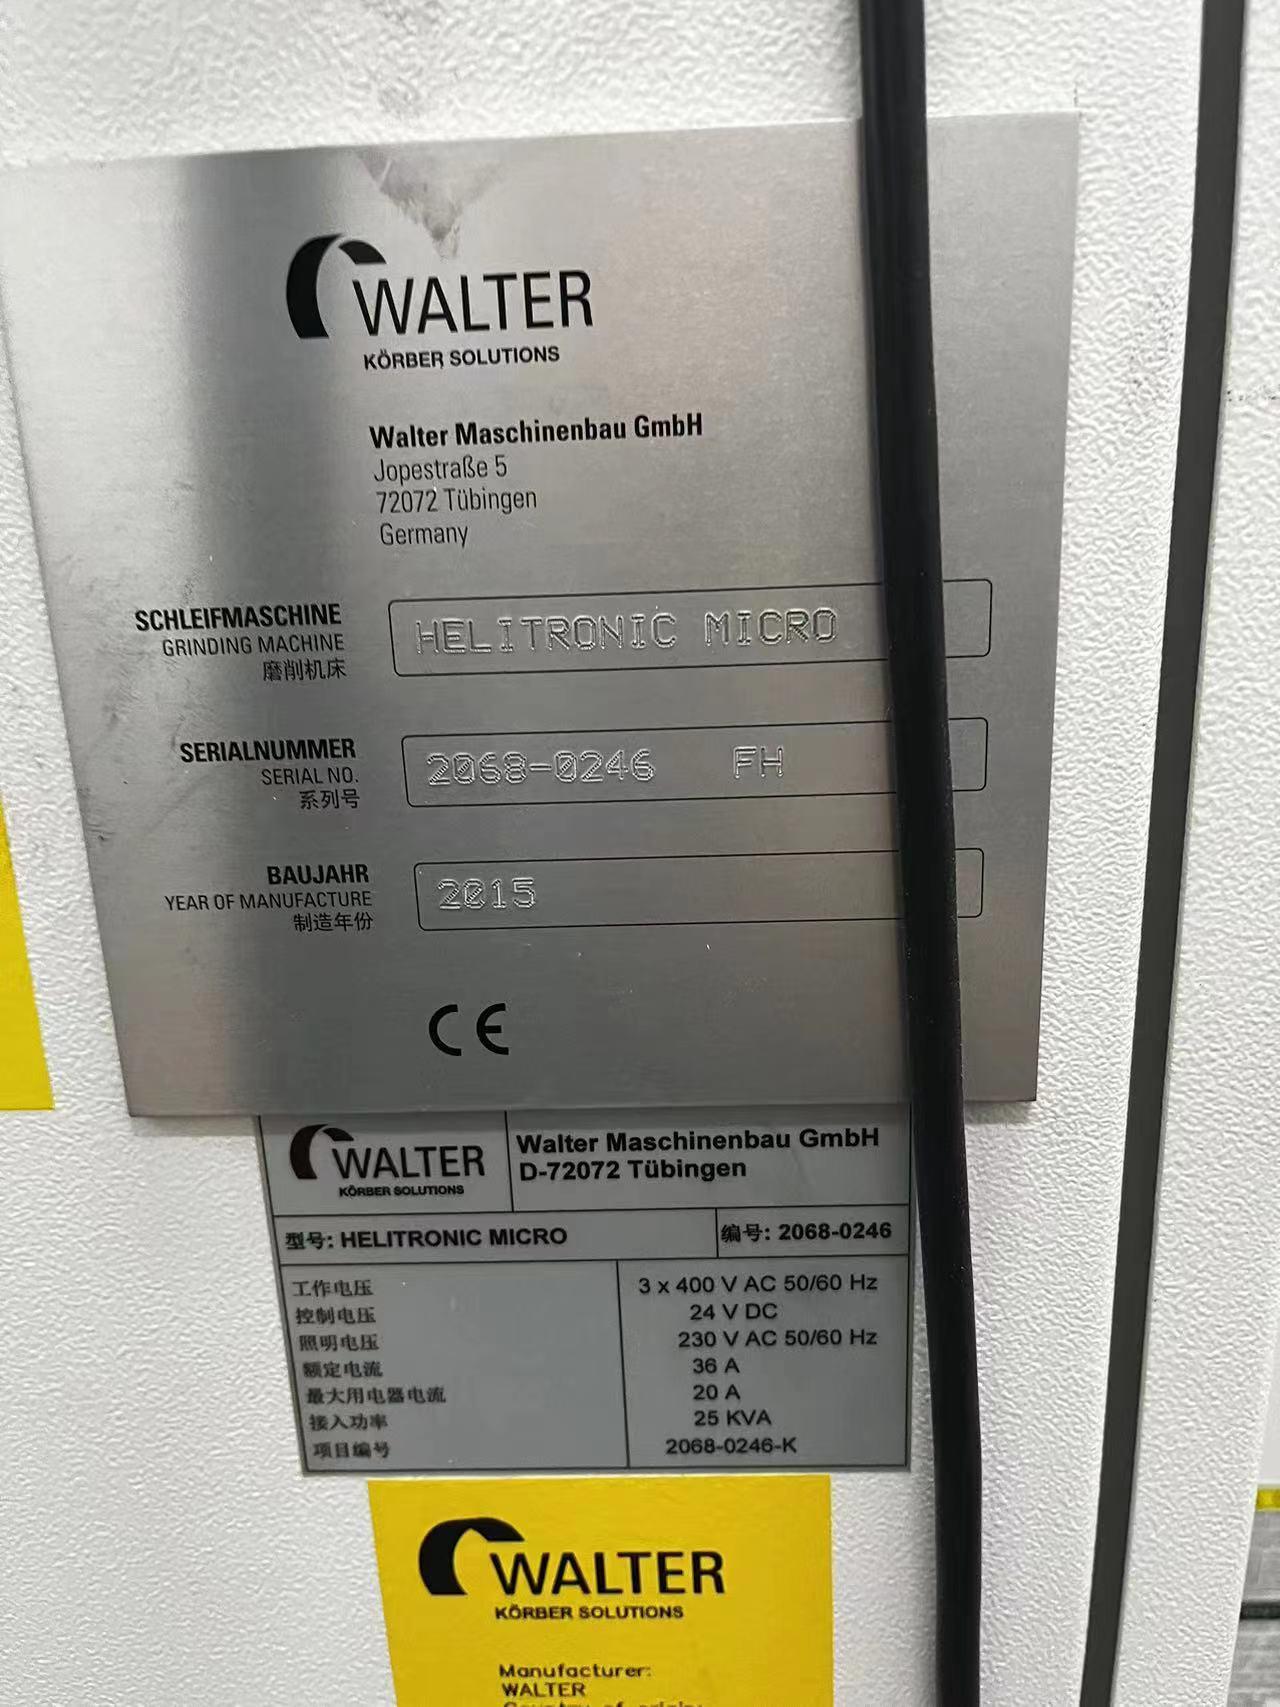 WALTER
KÖRBER SOLUTIONS
Walter Maschinenbau GmbH
Jopestraße 5
72072 Tübingen
Germany
SCHLEIFMASCHINE
GRINDING MACHINE
磨削机床
HELITRONIC MICRO
SERIALNUMMER
SERIAL NO.
系列号
2068-0246 FH
BAUJAHR
YEAR OF MANUFACTURE
制造年份
2015
CE
WALTER
KÖRBER SOLUTIONS
Walter Maschinenbau GmbH
D-72072 Tübingen
型号: HELITRONIC MICRO 编号: 2068-0246
工作电压 3 x 400 V AC 50/60 Hz
控制电压 24 V DC
照明电压 230 V AC 50/60 Hz
额定电流 36 A
最大用电器电流 20 A
接入功率 25 KVA
项目编号 2068-0246-K
WALTER
KÖRBER SOLUTIONS
Manufacturer:
WALTER
Country of origin: